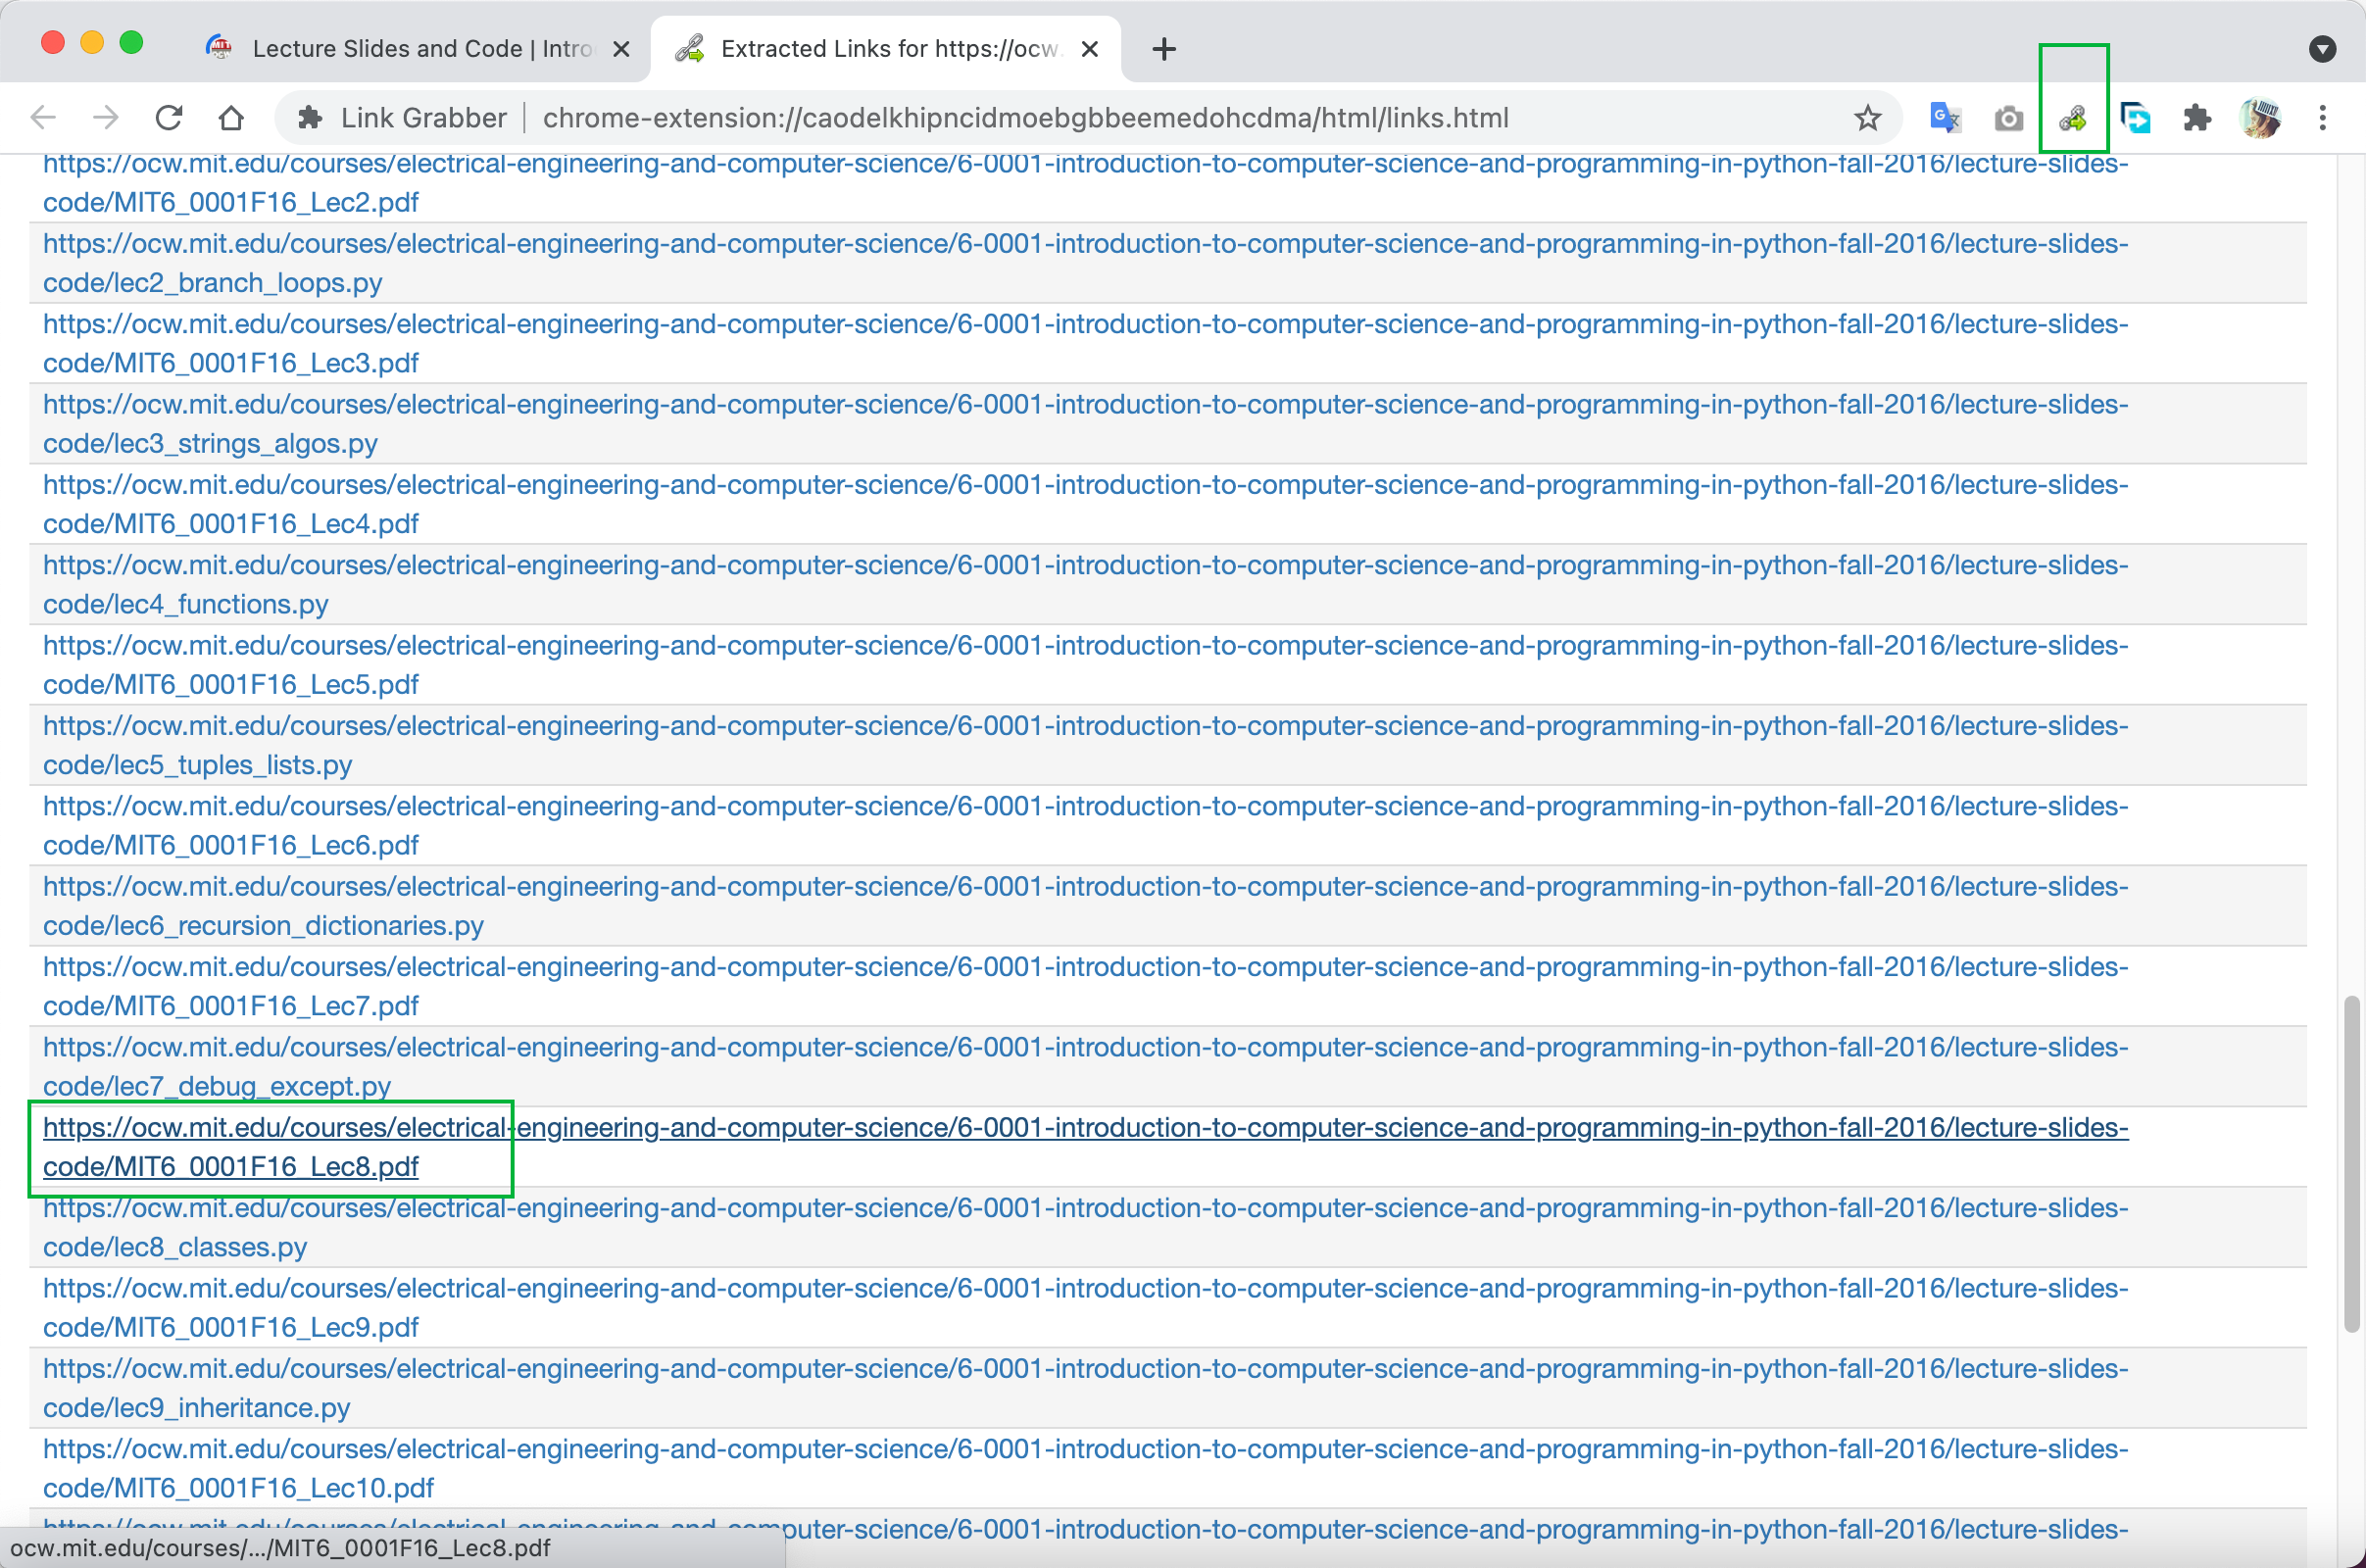 Lecture Slides and Code | Intro
Extracted Links for https://ocw.
Link Grabber
chrome-extension://caodelkhipncidmoebgbbeemedohcdma/html/links.html
https://ocw.mit.edu/courses/electrical-engineering-and-computer-science/6-0001-introduction-to-computer-science-and-programming-in-python-fall-2016/lecture-slides-
code/MIT6_0001F16_Lec2.pdf
https://ocw.mit.edu/courses/electrical-engineering-and-computer-science/6-0001-introduction-to-computer-science-and-programming-in-python-fall-2016/lecture-slides-
code/lec2_branch_loops.py
https://ocw.mit.edu/courses/electrical-engineering-and-computer-science/6-0001-introduction-to-computer-science-and-programming-in-python-fall-2016/lecture-slides-
code/MIT6_0001F16_Lec3.pdf
https://ocw.mit.edu/courses/electrical-engineering-and-computer-science/6-0001-introduction-to-computer-science-and-programming-in-python-fall-2016/lecture-slides-
code/lec3_strings_algos.py
https://ocw.mit.edu/courses/electrical-engineering-and-computer-science/6-0001-introduction-to-computer-science-and-programming-in-python-fall-2016/lecture-slides-
code/MIT6_0001F16_Lec4.pdf
https://ocw.mit.edu/courses/electrical-engineering-and-computer-science/6-0001-introduction-to-computer-science-and-programming-in-python-fall-2016/lecture-slides-
code/lec4_functions.py
https://ocw.mit.edu/courses/electrical-engineering-and-computer-science/6-0001-introduction-to-computer-science-and-programming-in-python-fall-2016/lecture-slides-
code/MIT6_0001F16_Lec5.pdf
https://ocw.mit.edu/courses/electrical-engineering-and-computer-science/6-0001-introduction-to-computer-science-and-programming-in-python-fall-2016/lecture-slides-
code/lec5_tuples_lists.py
https://ocw.mit.edu/courses/electrical-engineering-and-computer-science/6-0001-introduction-to-computer-science-and-programming-in-python-fall-2016/lecture-slides-
code/MIT6_0001F16_Lec6.pdf
https://ocw.mit.edu/courses/electrical-engineering-and-computer-science/6-0001-introduction-to-computer-science-and-programming-in-python-fall-2016/lecture-slides-
code/lec6_recursion_dictionaries.py
https://ocw.mit.edu/courses/electrical-engineering-and-computer-science/6-0001-introduction-to-computer-science-and-programming-in-python-fall-2016/lecture-slides-
code/MIT6_0001F16_Lec7.pdf
https://ocw.mit.edu/courses/electrical-engineering-and-computer-science/6-0001-introduction-to-computer-science-and-programming-in-python-fall-2016/lecture-slides-
code/lec7_debug_except.py
https://ocw.mit.edu/courses/electrical-engineering-and-computer-science/6-0001-introduction-to-computer-science-and-programming-in-python-fall-2016/lecture-slides-
code/MIT6_0001F16_Lec8.pdf
https://ocw.mit.edu/courses/electrical-engineering-and-computer-science/6-0001-introduction-to-computer-science-and-programming-in-python-fall-2016/lecture-slides-
code/lec8_classes.py
https://ocw.mit.edu/courses/electrical-engineering-and-computer-science/6-0001-introduction-to-computer-science-and-programming-in-python-fall-2016/lecture-slides-
code/MIT6_0001F16_Lec9.pdf
https://ocw.mit.edu/courses/electrical-engineering-and-computer-science/6-0001-introduction-to-computer-science-and-programming-in-python-fall-2016/lecture-slides-
code/lec9_inheritance.py
https://ocw.mit.edu/courses/electrical-engineering-and-computer-science/6-0001-introduction-to-computer-science-and-programming-in-python-fall-2016/lecture-slides-
code/MIT6_0001F16_Lec10.pdf
https://ocw.mit.edu/courses/electrical-engineering-and-computer-science/6-0001-introduction-to-computer-science-and-programming-in-python-fall-2016/lecture-slides-
ocw.mit.edu/courses/.../MIT6_0001F16_Lec8.pdf